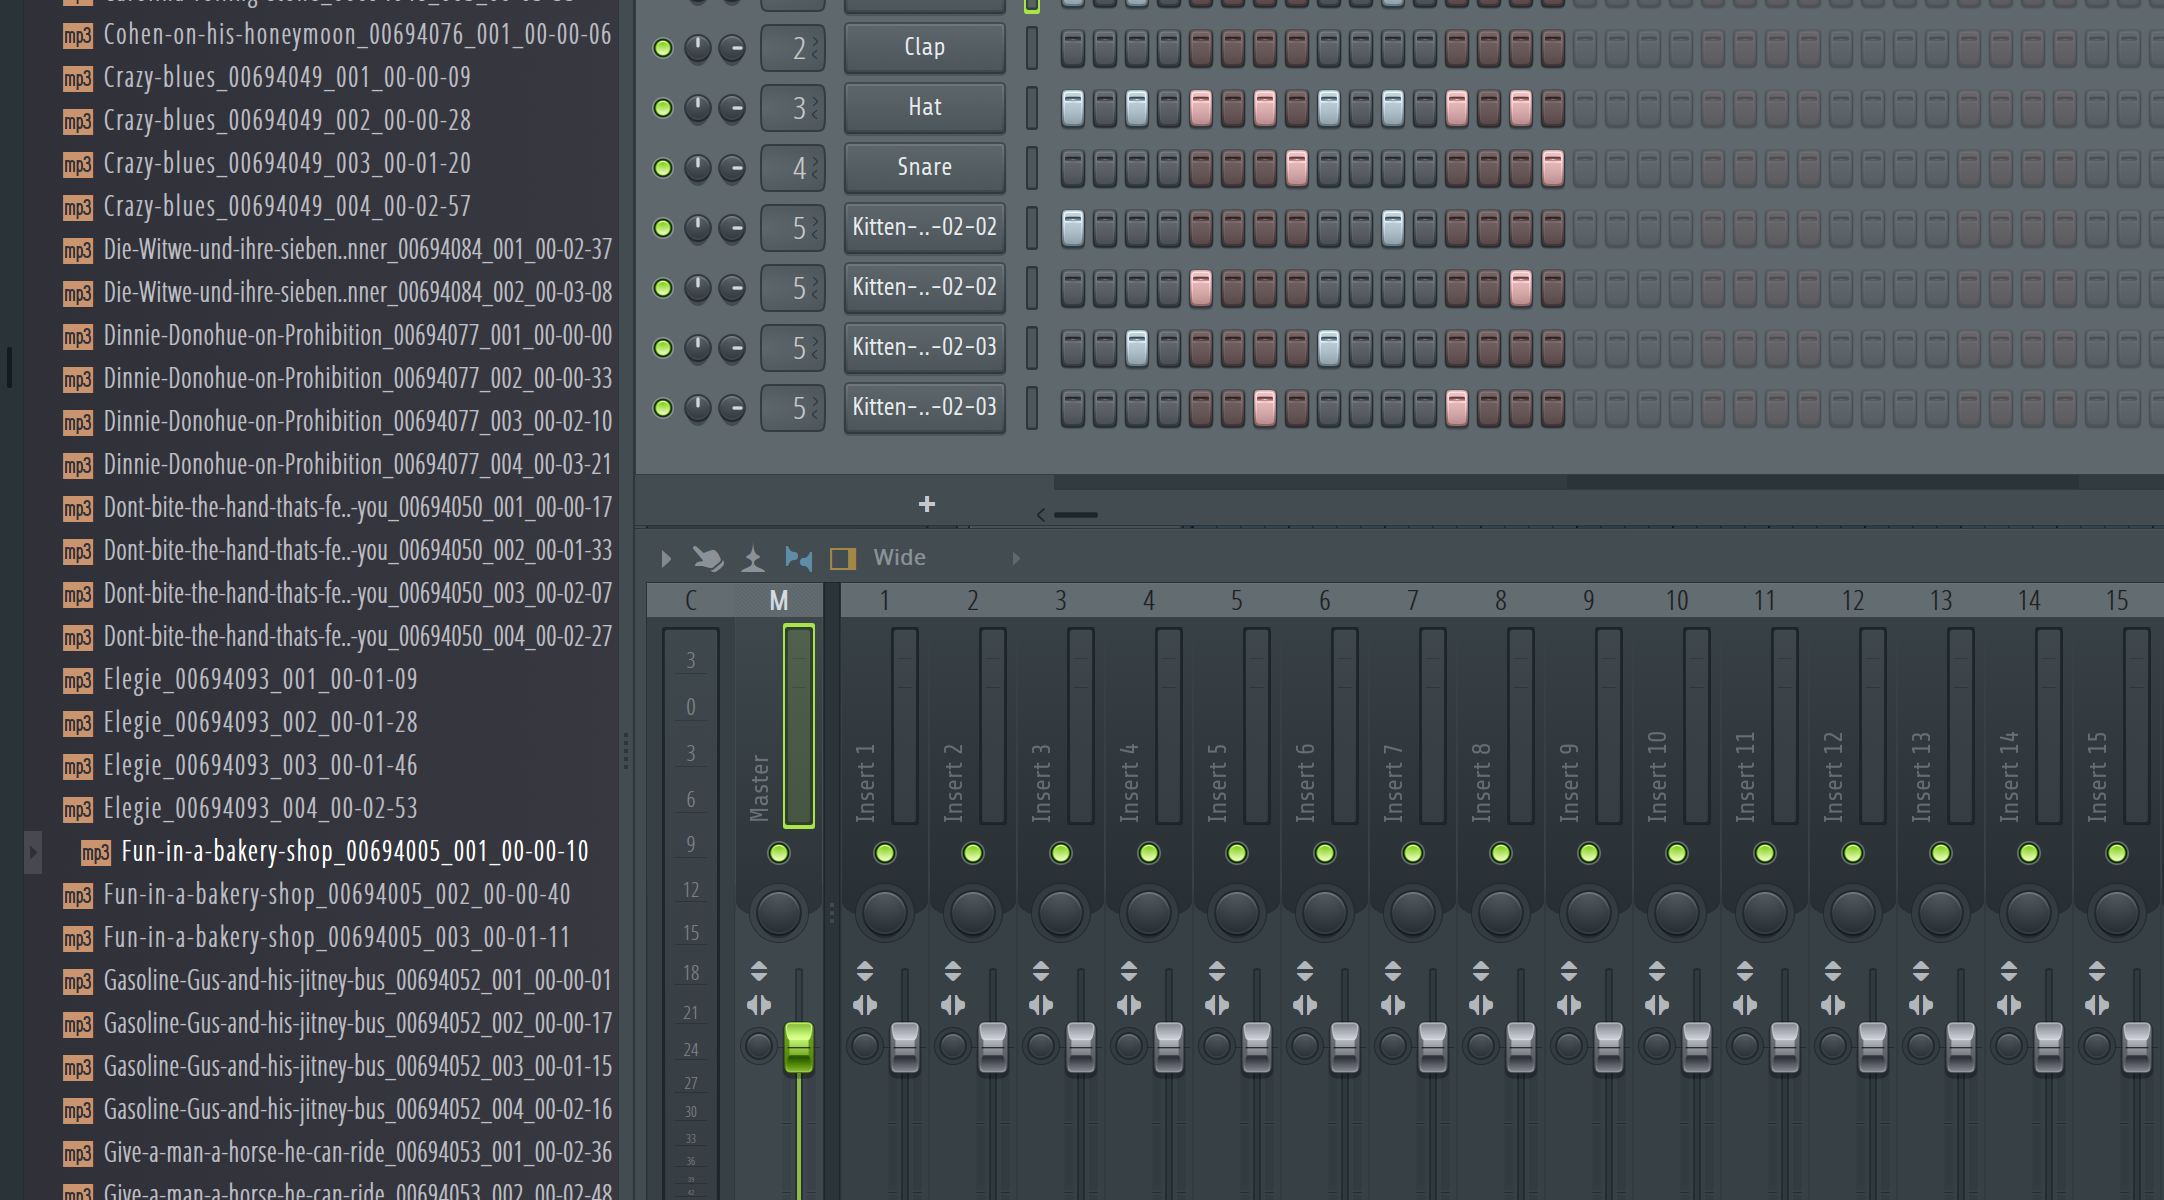 mp3 Cohen-on-his-honeymoon_00694076_001_00-00-06
mp3 Crazy-blues_00694049_001_00-00-09
mp3 Crazy-blues_00694049_002_00-00-28
mp3 Crazy-blues_00694049_003_00-01-20
mp3 Crazy-blues_00694049_004_00-02-57
mp3 Die-Witwe-und-ihre-sieben..nner_00694084_001_00-02-37
mp3 Die-Witwe-und-ihre-sieben..nner_00694084_002_00-03-08
mp3 Dinnie-Donohue-on-Prohibition_00694077_001_00-00-00
mp3 Dinnie-Donohue-on-Prohibition_00694077_002_00-00-33
mp3 Dinnie-Donohue-on-Prohibition_00694077_003_00-02-10
mp3 Dinnie-Donohue-on-Prohibition_00694077_004_00-03-21
mp3 Dont-bite-the-hand-thats-fe..-you_00694050_001_00-00-17
mp3 Dont-bite-the-hand-thats-fe..-you_00694050_002_00-01-33
mp3 Dont-bite-the-hand-thats-fe..-you_00694050_003_00-02-07
mp3 Dont-bite-the-hand-thats-fe..-you_00694050_004_00-02-27
mp3 Elegie_00694093_001_00-01-09
mp3 Elegie_00694093_002_00-01-28
mp3 Elegie_00694093_003_00-01-46
mp3 Elegie_00694093_004_00-02-53
mp3 Fun-in-a-bakery-shop_00694005_001_00-00-10
mp3 Fun-in-a-bakery-shop_00694005_002_00-00-40
mp3 Fun-in-a-bakery-shop_00694005_003_00-01-11
mp3 Gasoline-Gus-and-his-jitney-bus_00694052_001_00-00-01
mp3 Gasoline-Gus-and-his-jitney-bus_00694052_002_00-00-17
mp3 Gasoline-Gus-and-his-jitney-bus_00694052_003_00-01-15
mp3 Gasoline-Gus-and-his-jitney-bus_00694052_004_00-02-16
mp3 Give-a-man-a-horse-he-can-ride_00694053_001_00-02-36
mp3 Give-a-man-a-horse-he-can-ride_00694053_002_00-02-48
2 Clap
3 Hat
4 Snare
5 Kitten-..-02-02
5 Kitten-..-02-02
5 Kitten-..-02-03
5 Kitten-..-02-03
+
Wide
C M 1 2 3 4 5 6 7 8 9 10 11 12 13 14 15
3
0
3
6
9
12
15
18
21
24
27
30
33
36
39
42
Master
Insert 1
Insert 2
Insert 3
Insert 4
Insert 5
Insert 6
Insert 7
Insert 8
Insert 9
Insert 10
Insert 11
Insert 12
Insert 13
Insert 14
Insert 15